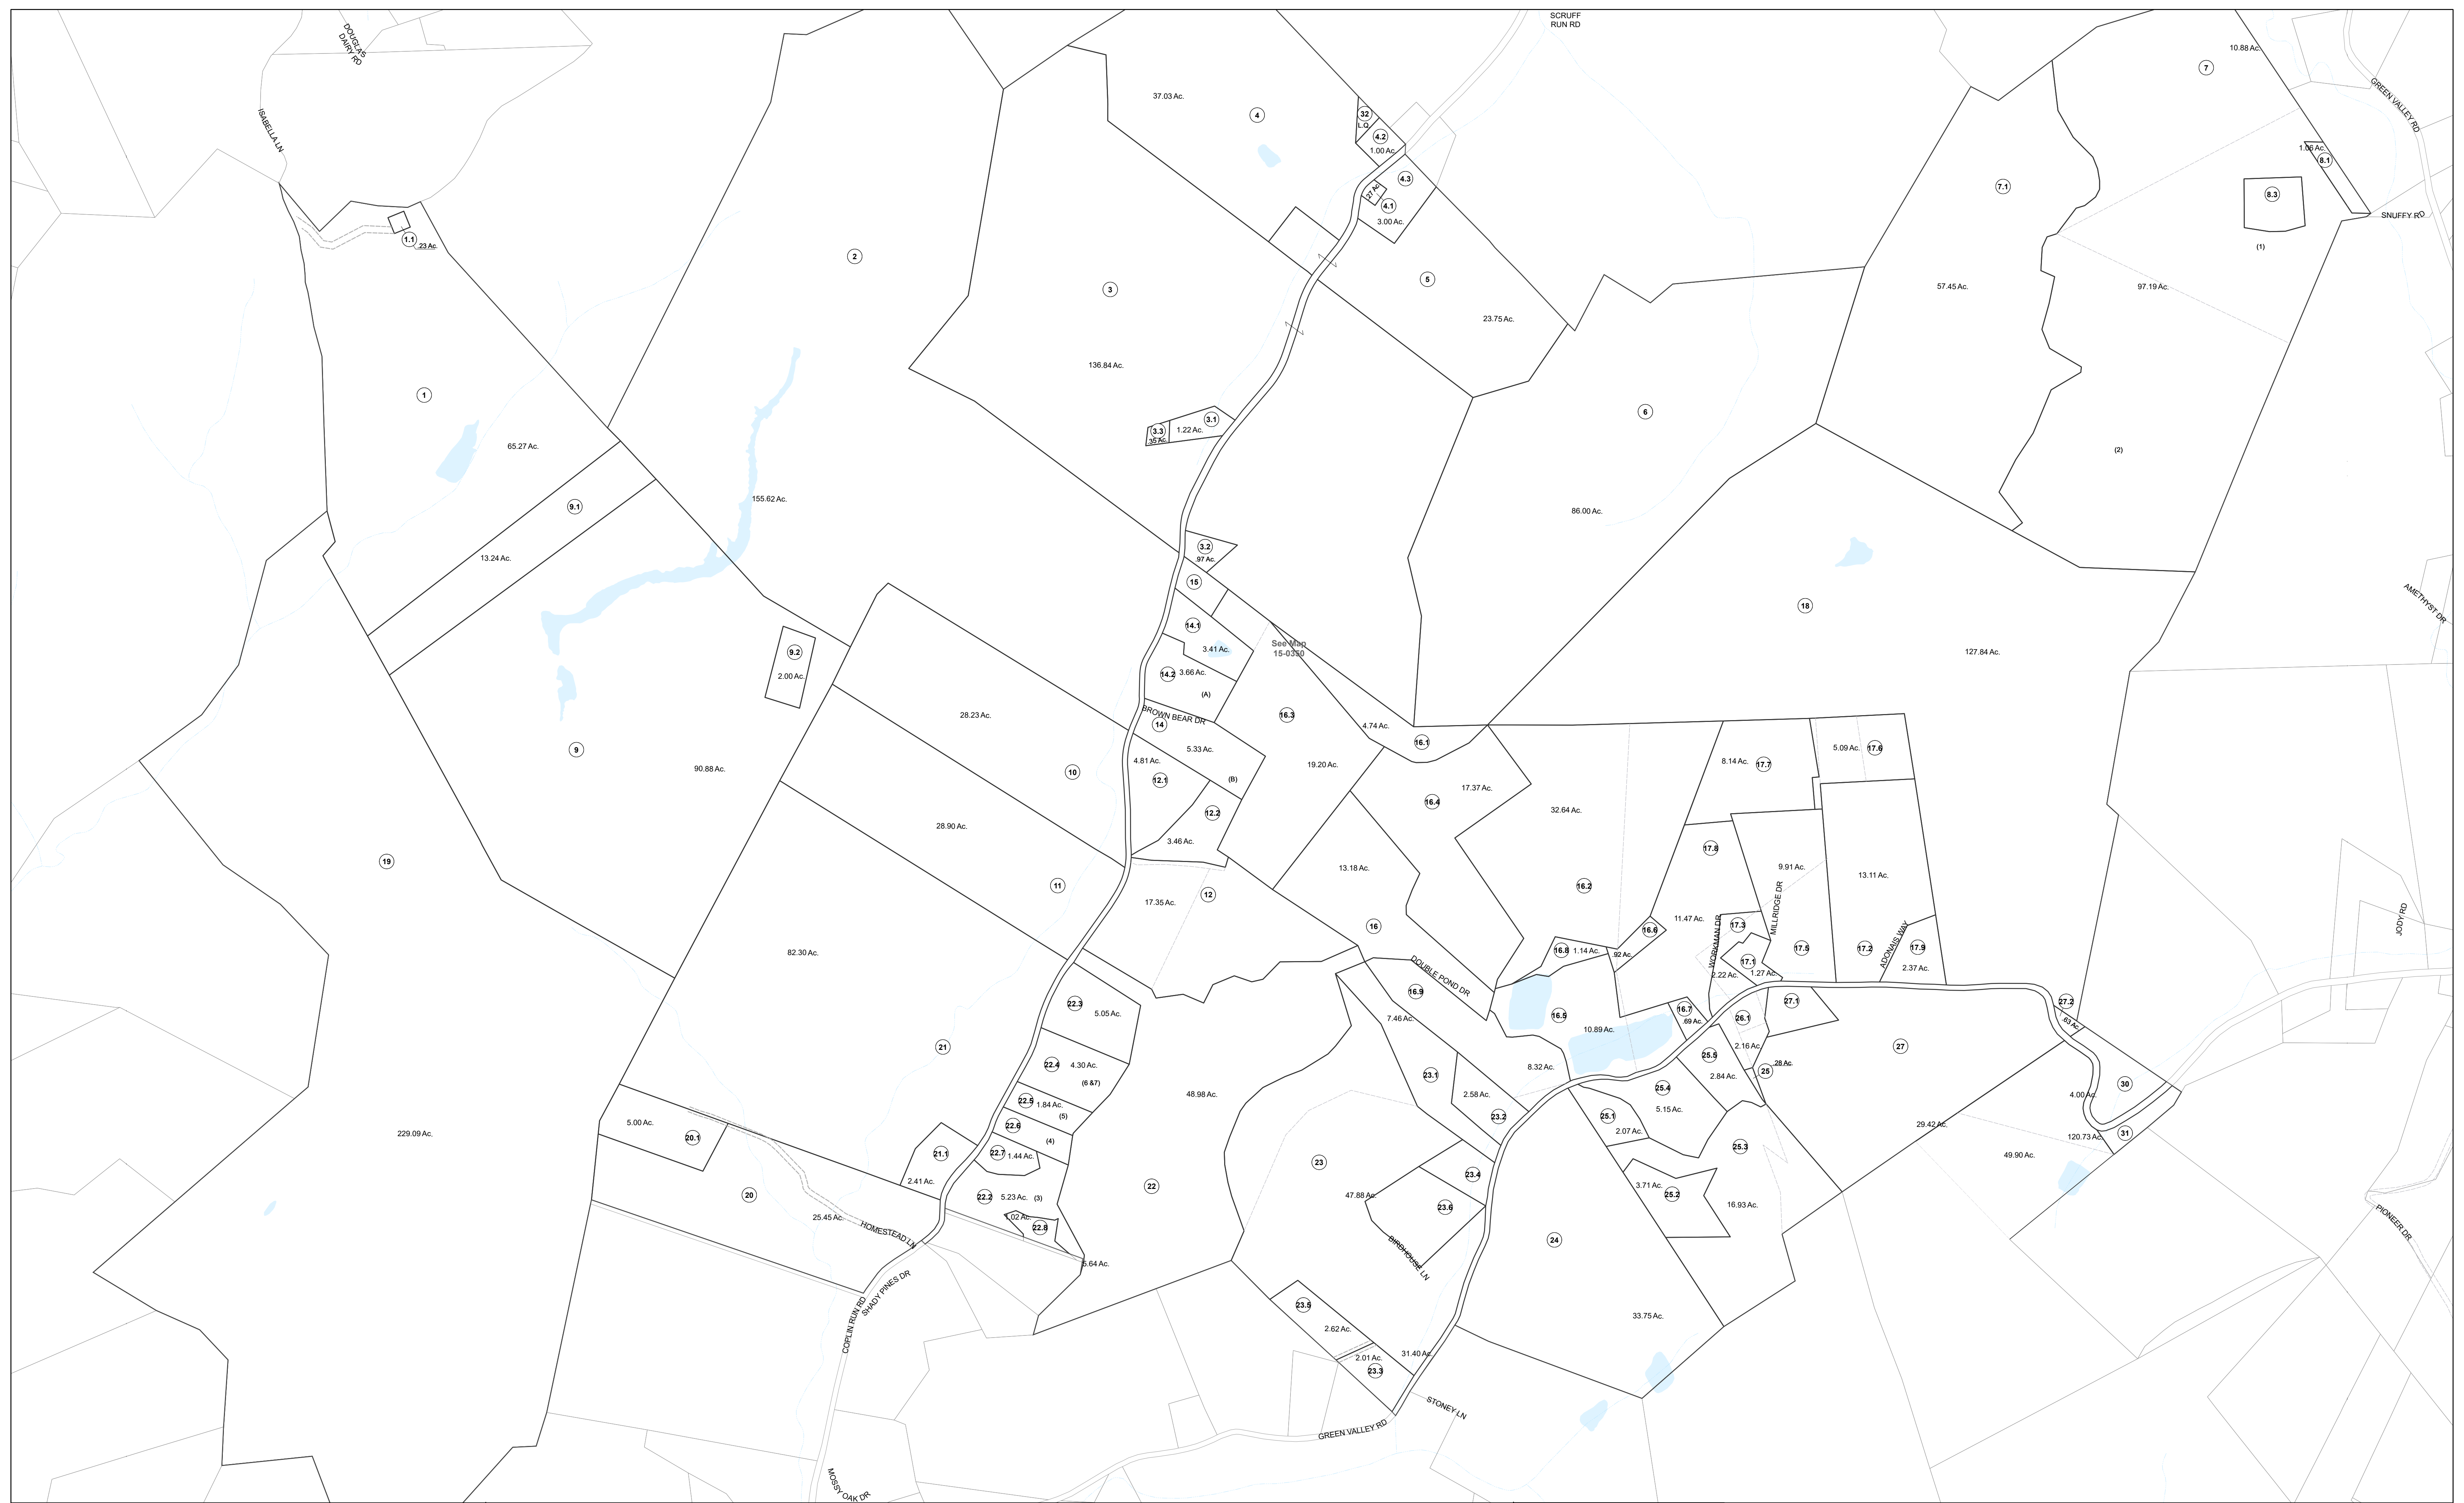 SCRUFF
RUN RD
DOUGLAS
DAIRY RD
10.88 Ac.
7
GREEN VALLEY RD
37.03 Ac.
4
32
L.Q.
4.2
1.00 Ac.
ISABELLA LN
1.06 Ac.
8.1
4.3
.27 Ac.
4.1
3.00 Ac.
7.1
8.3
SNUFFY RD
(1)
1.1
.23 Ac.
2
3
5
57.45 Ac.
97.19 Ac.
23.75 Ac.
136.84 Ac.
1
6
3.1
3.3
1.22 Ac.
.35 Ac.
65.27 Ac.
(2)
155.62 Ac.
9.1
86.00 Ac.
13.24 Ac.
3.2
.97 Ac.
15
AMETHYST DR
18
14.1
See Map
15-0350
3.41 Ac.
9.2
2.00 Ac.
127.84 Ac.
14.2
3.66 Ac.
(A)
28.23 Ac.
BROWN BEAR DR
14
16.3
4.74 Ac.
16.1
9
5.33 Ac.
5.09 Ac.
17.6
4.81 Ac.
8.14 Ac.
17.7
90.88 Ac.
10
12.1
(B)
19.20 Ac.
17.37 Ac.
16.4
32.64 Ac.
12.2
28.90 Ac.
3.46 Ac.
17.8
19
13.18 Ac.
9.91 Ac.
13.11 Ac.
11
12
16.2
17.35 Ac.
11.47 Ac.
16
17.3
MILLRIDGE DR
WORKMAN DR
16.6
JODY RD
82.30 Ac.
16.8
1.14 Ac.
.92 Ac.
17.5
17.2
ADONAIS WAY
17.9
2.37 Ac.
17.1
2.22 Ac.
1.27 Ac.
DOUBLE POND DR
16.9
22.3
5.05 Ac.
27.1
27.2
.63 Ac.
7.46 Ac.
16.5
10.89 Ac.
16.7
.69 Ac.
26.1
21
2.16 Ac.
27
22.4
4.30 Ac.
(6 &7)
25.5
2.84 Ac.
.28 Ac.
25
8.32 Ac.
23.1
2.58 Ac.
48.98 Ac.
25.4
5.15 Ac.
30
4.00 Ac.
22.5
1.84 Ac.
(5)
23.2
25.1
2.07 Ac.
5.00 Ac.
20.1
22.6
(4)
29.42 Ac.
31
120.73 Ac.
229.09 Ac.
21.1
22.7
1.44 Ac.
25.3
49.90 Ac.
23
23.4
2.41 Ac.
22
3.71 Ac.
25.2
20
22.2
5.23 Ac.
(3)
47.88 Ac.
23.6
16.93 Ac.
25.45 Ac.
1.02 Ac.
22.8
HOMESTEAD LN
24
PIONEER DR
BIRDHOUSE LN
5.64 Ac.
SHADY PINES DR
COPLIN RUN RD
23.5
2.62 Ac.
33.75 Ac.
31.40 Ac.
2.01 Ac.
23.3
STONEY LN
GREEN VALLEY RD
MOSSY OAK DR